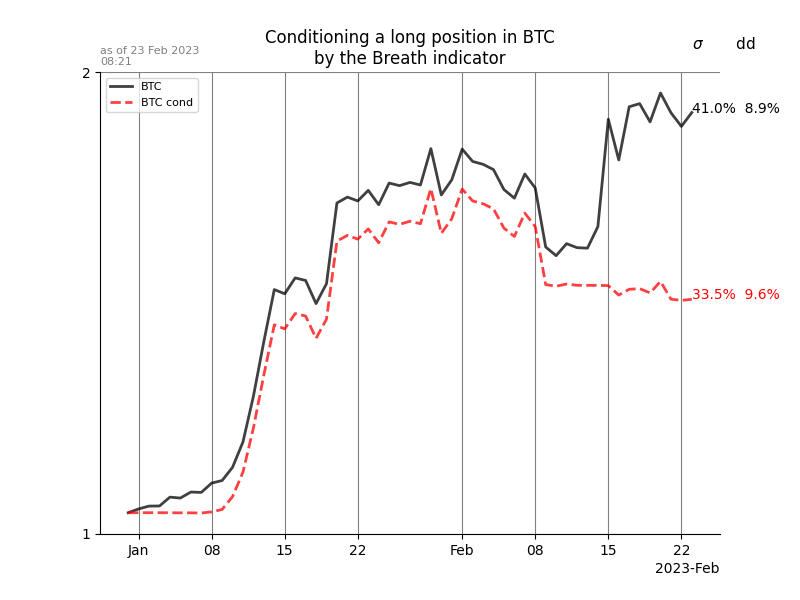 Conditioning a long position in BTC
by the Breath indicator
as of 23 Feb 2023
08:21
σ dd
2
BTC
BTC cond
41.0% 8.9%
33.5% 9.6%
1
Jan 08 15 22 Feb 08 15 22
2023-Feb